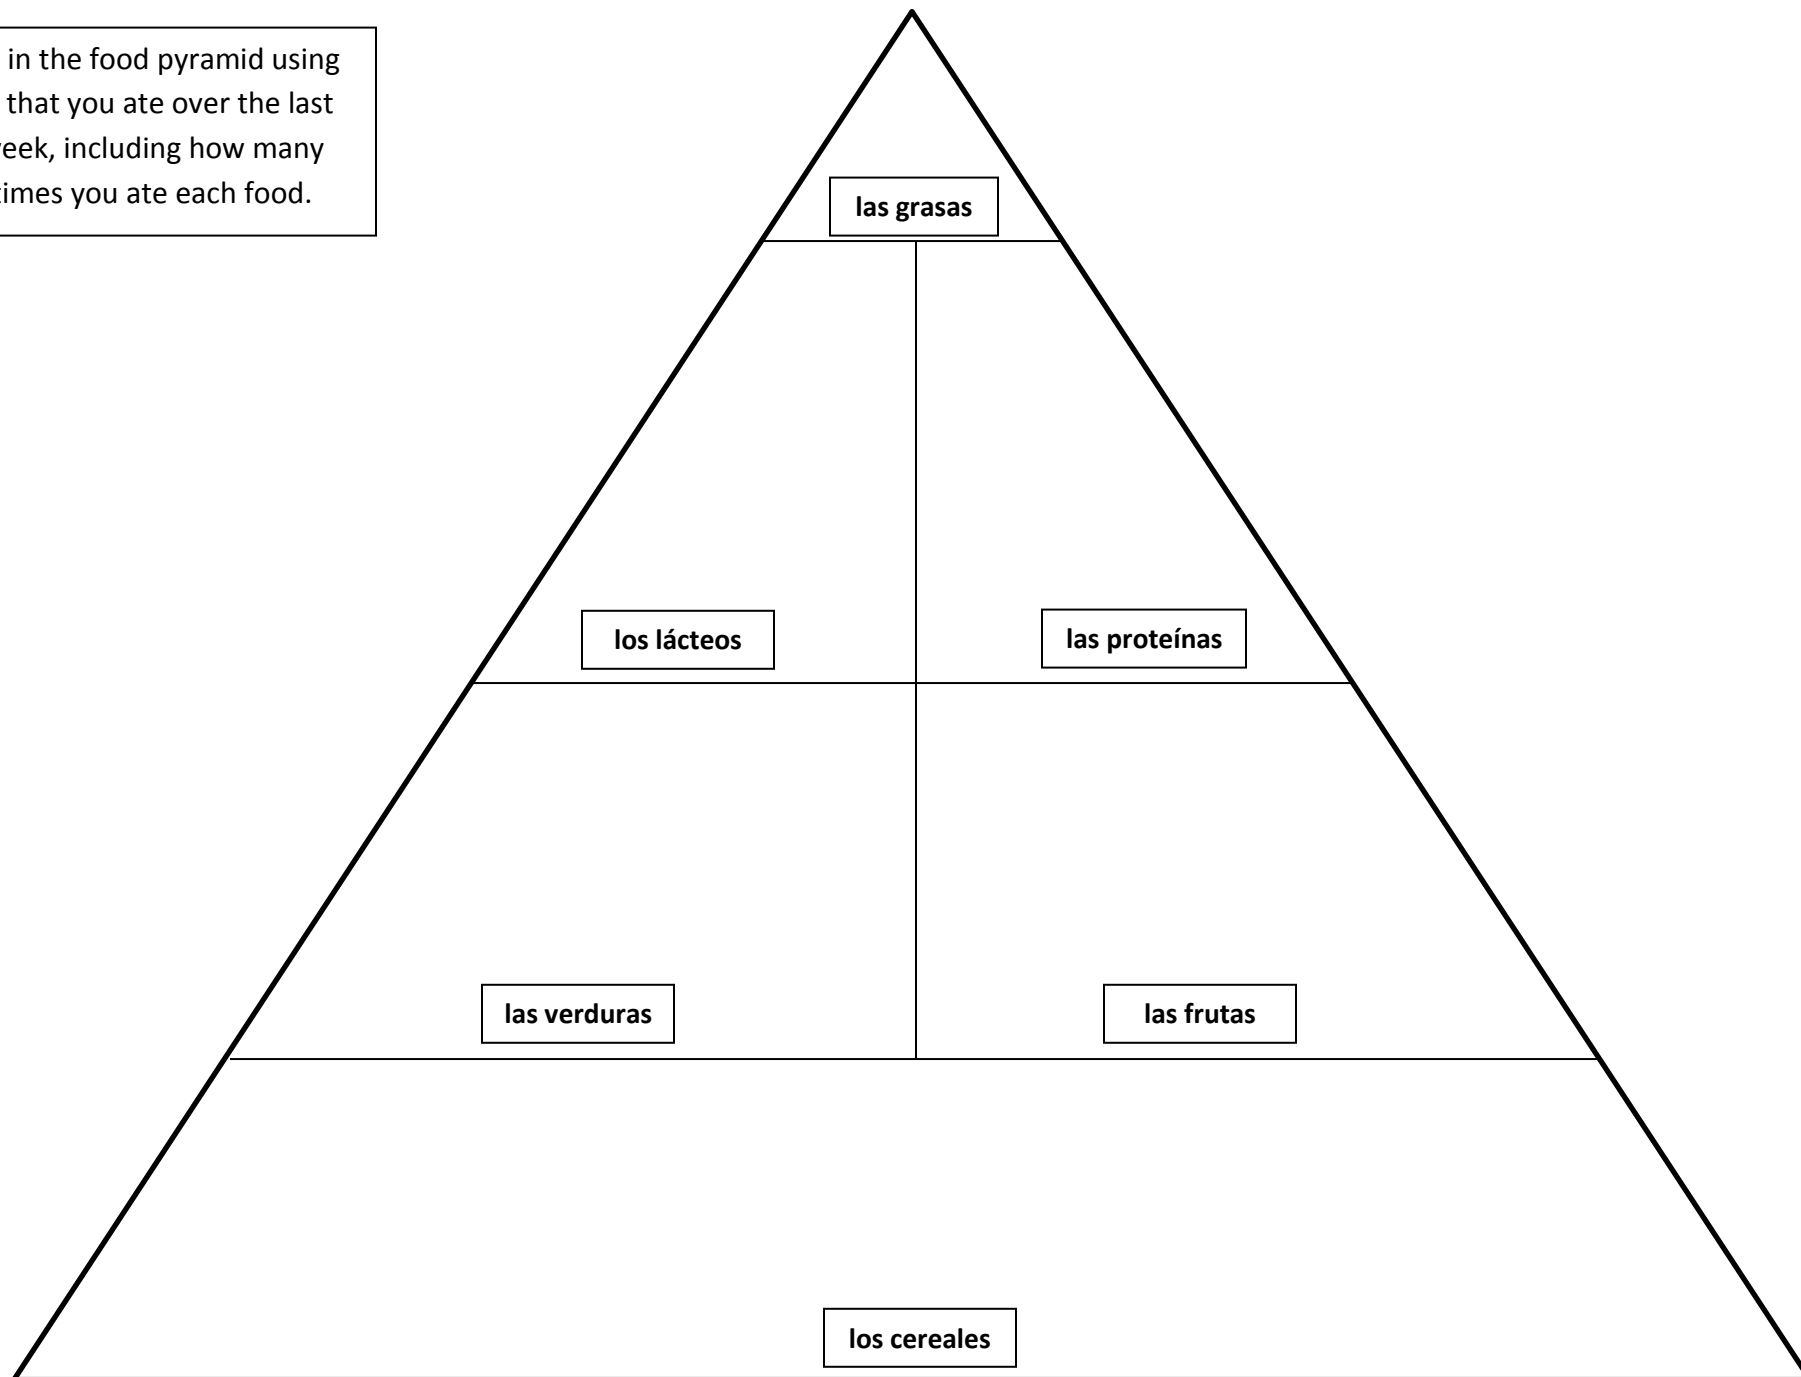 in the food pyramid using
that you ate over the last
week, including how many
times you ate each food.
las grasas
los lácteos
las proteínas
las verduras
las frutas
los cereales